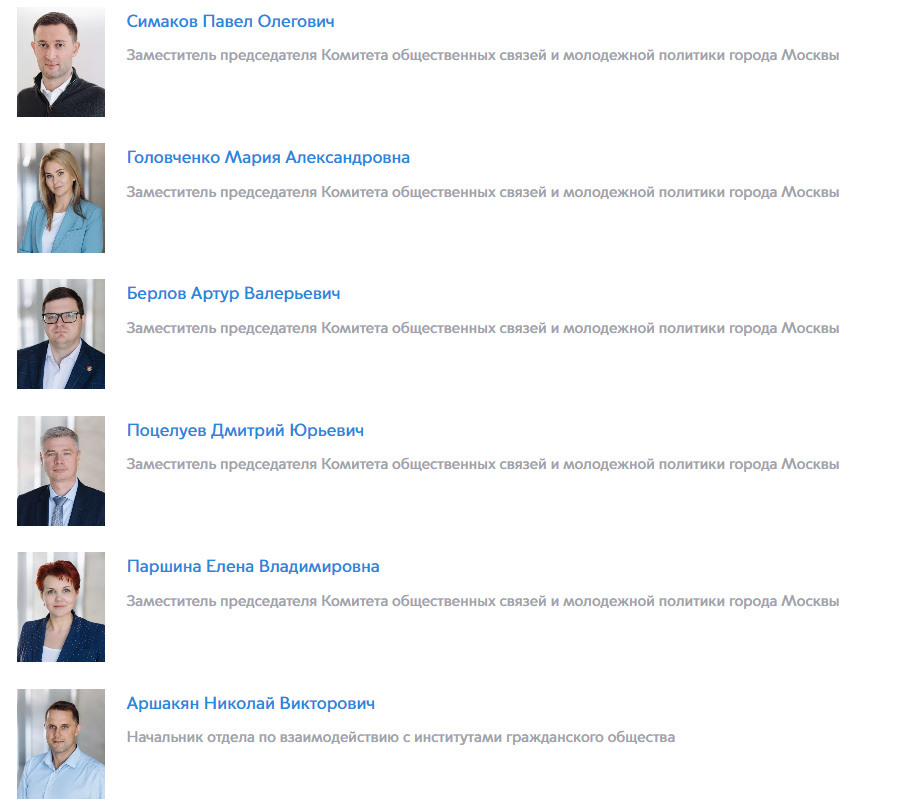 Симаков Павел Олегович
Заместитель председателя Комитета общественных связей и молодежной политики города Москвы
Головченко Мария Александровна
Заместитель председателя Комитета общественных связей и молодежной политики города Москвы
Берлов Артур Валерьевич
Заместитель председателя Комитета общественных связей и молодежной политики города Москвы
Поцелуев Дмитрий Юрьевич
Заместитель председателя Комитета общественных связей и молодежной политики города Москвы
Паршина Елена Владимировна
Заместитель председателя Комитета общественных связей и молодежной политики города Москвы
Аршакян Николай Викторович
Начальник отдела по взаимодействию с институтами гражданского общества